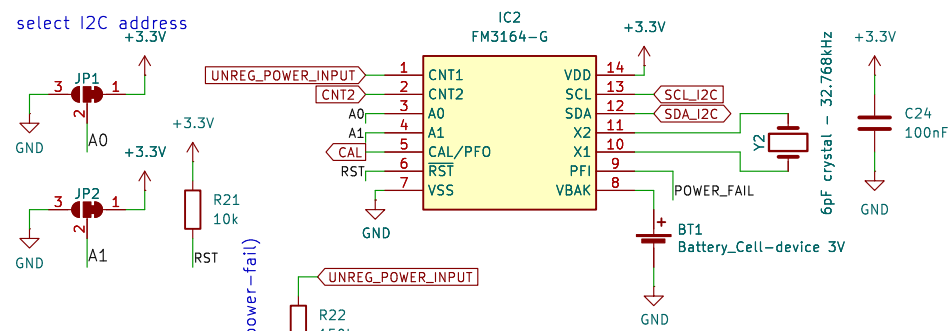 select I2C address
+3.3V
JP1
3
1
2
A0
GND
+3.3V
JP2
3
1
2
A1
GND
+3.3V
R21
10k
RST
IC2
FM3164-G
UNREG_POWER_INPUT
1
CNT1
CNT2
2
CNT2
A0
3
A0
A1
4
A1
CAL
5
CAL/PFO
RST
6
RST
7
VSS
GND
+3.3V
VDD
14
SCL
13
SCL_I2C
SDA
12
SDA_I2C
X2
11
X1
10
PFI
9
POWER_FAIL
VBAK
8
Y2
6pF crystal - 32.768kHz
+3.3V
C24
100nF
GND
+
BT1
Battery_Cell-device 3V
GND
power-fail)
UNREG_POWER_INPUT
R22